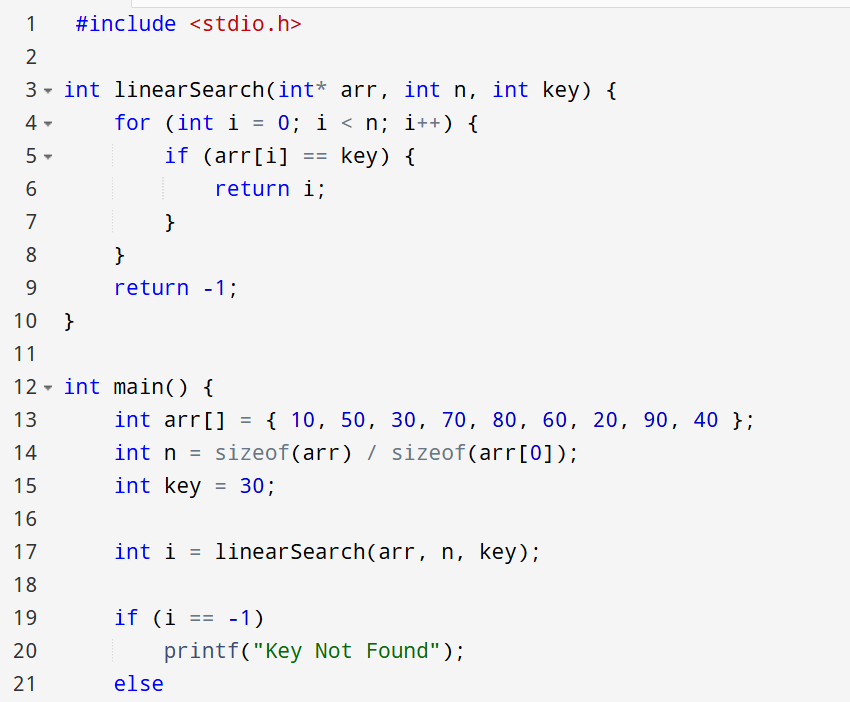 1 #include <stdio.h>
2
3 int linearSearch(int* arr, int n, int key) {
4     for (int i = 0; i < n; i++) {
5         if (arr[i] == key) {
6             return i;
7         }
8     }
9     return -1;
10 }
11
12 int main() {
13     int arr[] = { 10, 50, 30, 70, 80, 60, 20, 90, 40 };
14     int n = sizeof(arr) / sizeof(arr[0]);
15     int key = 30;
16
17     int i = linearSearch(arr, n, key);
18
19     if (i == -1)
20         printf("Key Not Found");
21     else